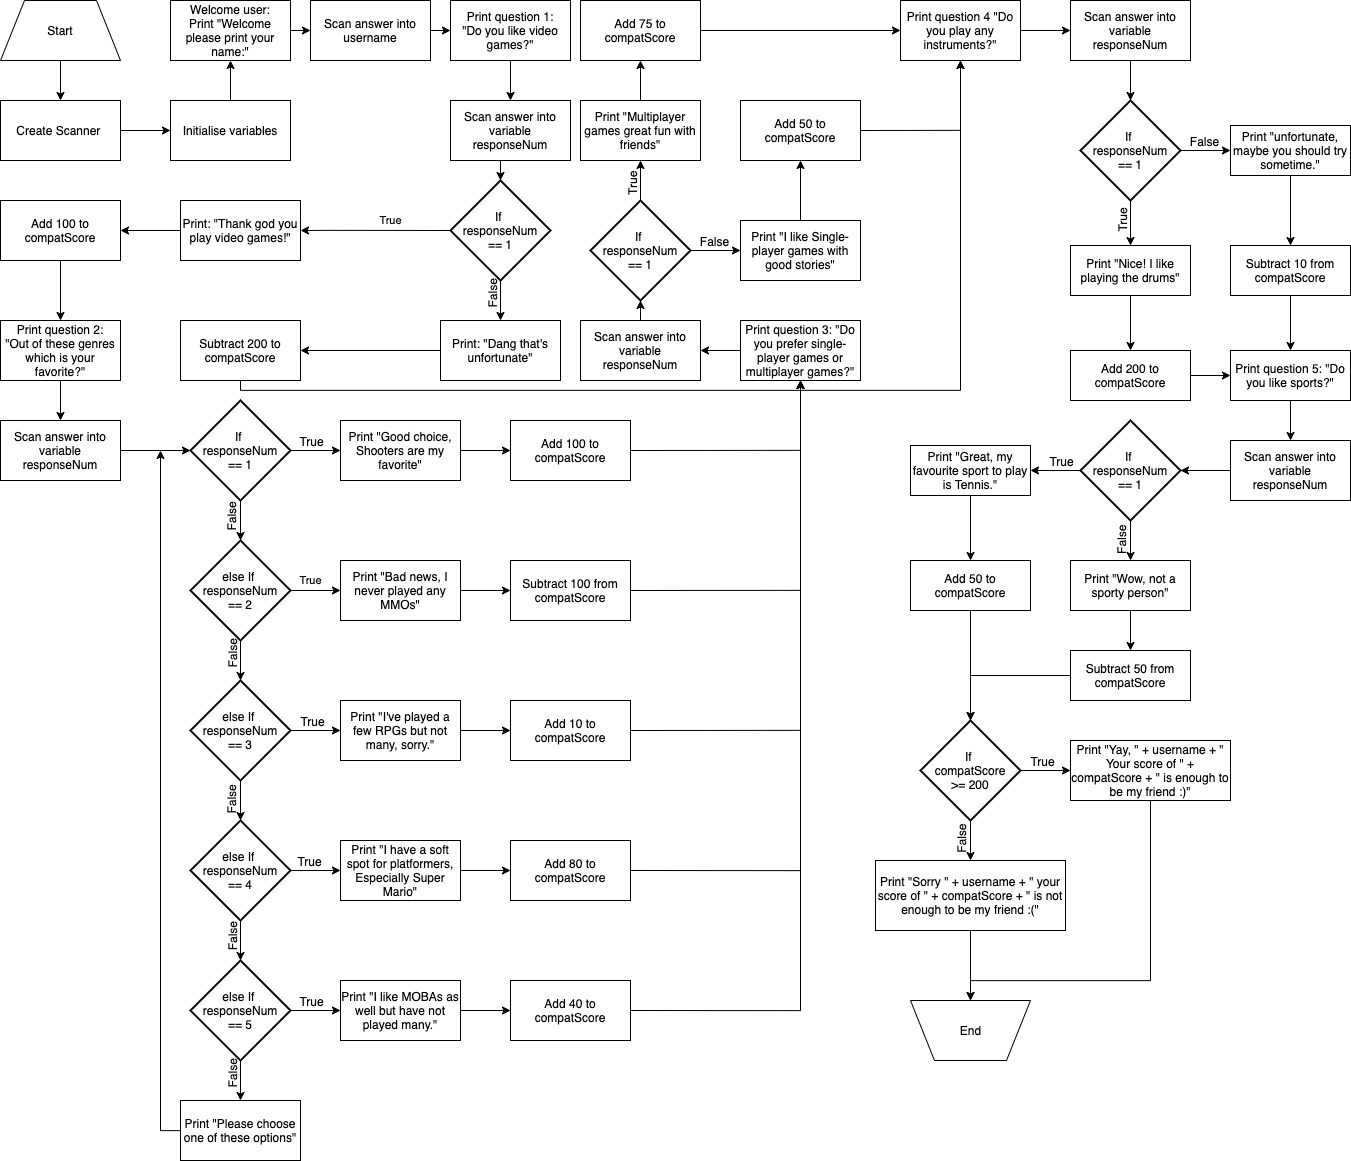 Start
Create Scanner
Initialise variables
Welcome user:
Print "Welcome
please print your
name:"
Scan answer into
username
Print question 1:
"Do you like video
games?"
Scan answer into
variable
responseNum
If
responseNum
== 1
True
Print: "Thank god you
play video games!"
Add 100 to
compatScore
False
Print: "Dang that's
unfortunate"
Subtract 200 to
compatScore
Print question 2:
"Out of these genres
which is your
favorite?"
Scan answer into
variable
responseNum
If
responseNum
== 1
True
Print "Good choice,
Shooters are my
favorite"
Add 100 to
compatScore
False
else If
responseNum
== 2
True
Print "Bad news, I
never played any
MMOs"
Subtract 100 from
compatScore
False
else If
responseNum
== 3
True
Print "I've played a
few RPGs but not
many, sorry."
Add 10 to
compatScore
False
else If
responseNum
== 4
True
Print "I have a soft
spot for platformers,
Especially Super
Mario"
Add 80 to
compatScore
False
else If
responseNum
== 5
True
Print "I like MOBAs as
well but have not
played many."
Add 40 to
compatScore
False
Print "Please choose
one of these options"
Print question 3: "Do
you prefer single-
player games or
multiplayer games?"
Scan answer into
variable
responseNum
If
responseNum
== 1
True
Print "Multiplayer
games great fun with
friends"
Add 75 to
compatScore
False
Print "I like Single-
player games with
good stories"
Add 50 to
compatScore
Print question 4 "Do
you play any
instruments?"
Scan answer into
variable
responseNum
If
responseNum
== 1
False
Print "unfortunate,
maybe you should try
sometime."
Subtract 10 from
compatScore
True
Print "Nice! I like
playing the drums"
Add 200 to
compatScore
Print question 5: "Do
you like sports?"
Scan answer into
variable
responseNum
If
responseNum
== 1
True
Print "Great, my
favourite sport to play
is Tennis."
Add 50 to
compatScore
False
Print "Wow, not a
sporty person"
Subtract 50 from
compatScore
If
compatScore
>= 200
True
Print "Yay, " + username + "
Your score of " +
compatScore + " is enough to
be my friend :)"
False
Print "Sorry " + username + " your
score of " + compatScore + " is not
enough to be my friend :("
End